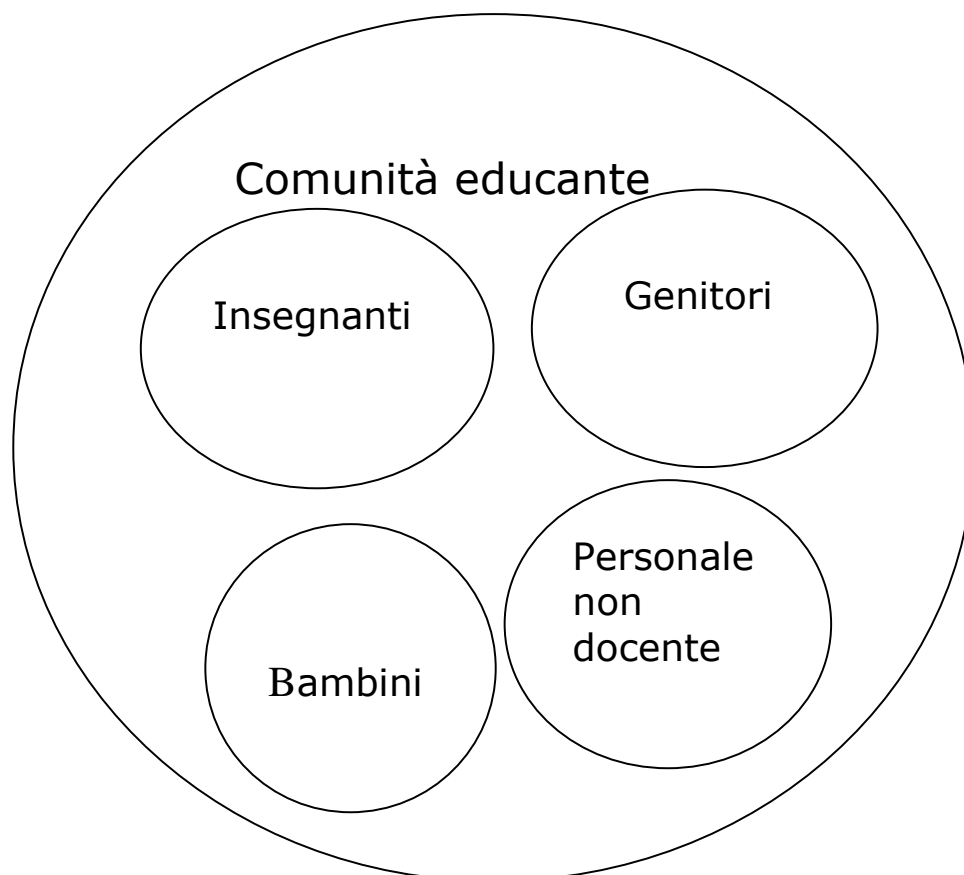 Comunità educante
Insegnanti
Genitori
Personale
non
docente
Bambini